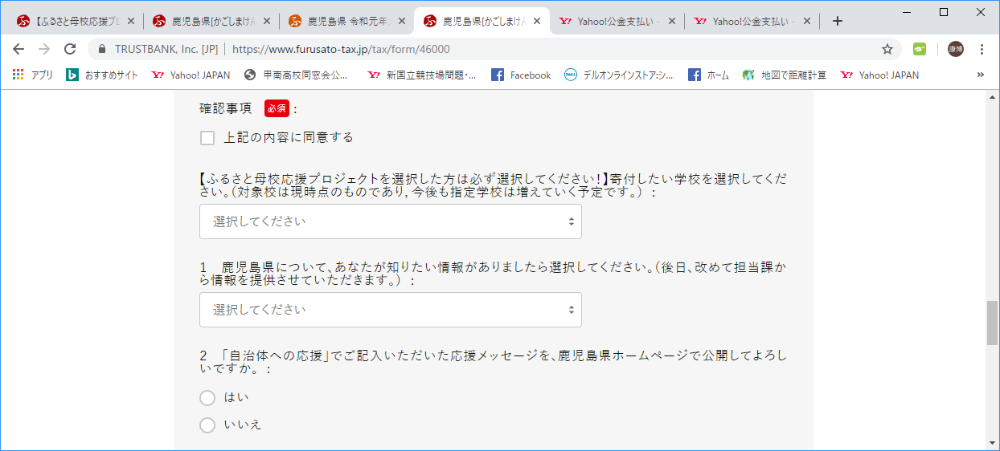 【ふるさと母校応援プロ
鹿児島県[かごしまけん
鹿児島県 令和元年
鹿児島県[かごしまけん
Yahoo!公金支払い -
Yahoo!公金支払い -
TRUSTBANK, Inc. [JP] https://www.furusato-tax.jp/tax/form/46000
康博
アプリ
おすすめサイト
Yahoo! JAPAN
甲南高校同窓会公...
新国立競技場問題・...
Facebook
デルオンラインストア:シ...
ホーム
地図で距離計算
Yahoo! JAPAN
»
確認事項 必須 :
上記の内容に同意する
【ふるさと母校応援プロジェクトを選択した方は必ず選択してください！】寄付したい学校を選択してくだ
さい。（対象校は現時点のものであり，今後も指定学校は増えていく予定です。） :
選択してください
1　鹿児島県について、あなたが知りたい情報がありましたら選択してください。（後日、改めて担当課か
ら情報を提供させていただきます。） :
選択してください
2　「自治体への応援」でご記入いただいた応援メッセージを、鹿児島県ホームページで公開してよろし
いですか。 :
はい
いいえ